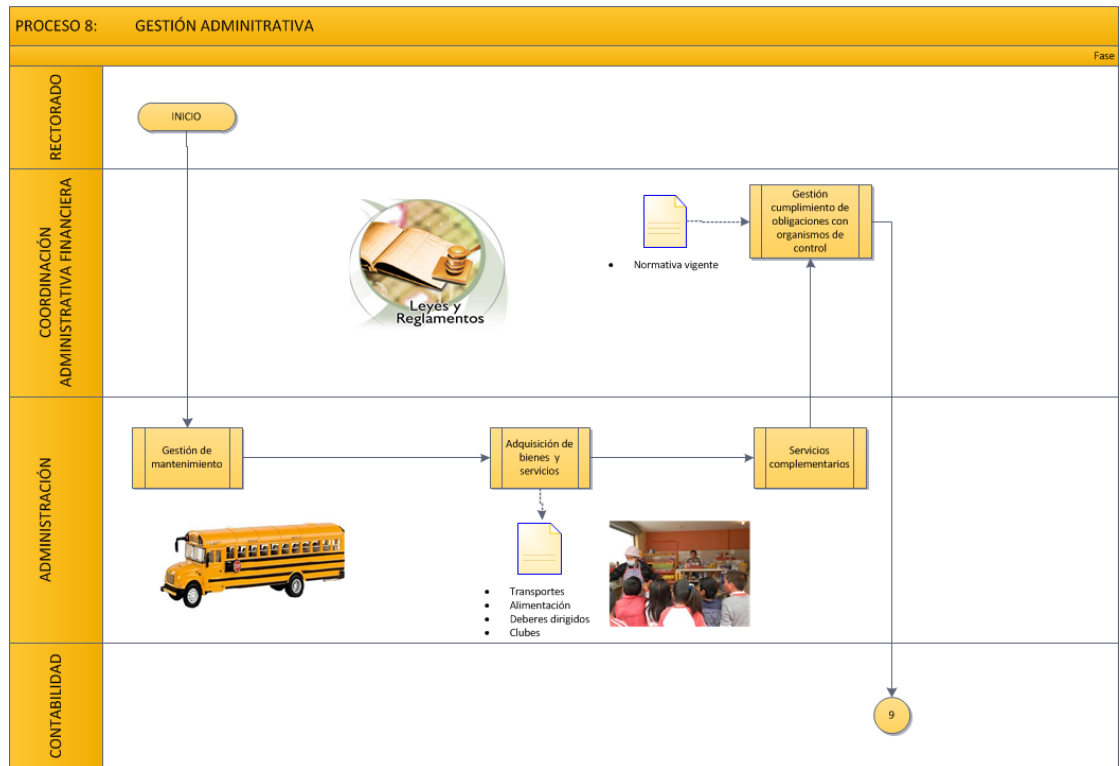 PROCESO 8: GESTIÓN ADMINITRATIVA
Fase
RECTORADO
INICIO
COORDINACIÓN
ADMINISTRATIVA FINANCIERA
Leyes y
Reglamentos
• Normativa vigente
Gestión
cumplimiento de
obligaciones con
organismos de
control
ADMINISTRACIÓN
Gestión de
mantenimiento
Adquisición de
bienes y
servicios
Servicios
complementarios
• Transportes
• Alimentación
• Deberes dirigidos
• Clubes
CONTABILIDAD
9